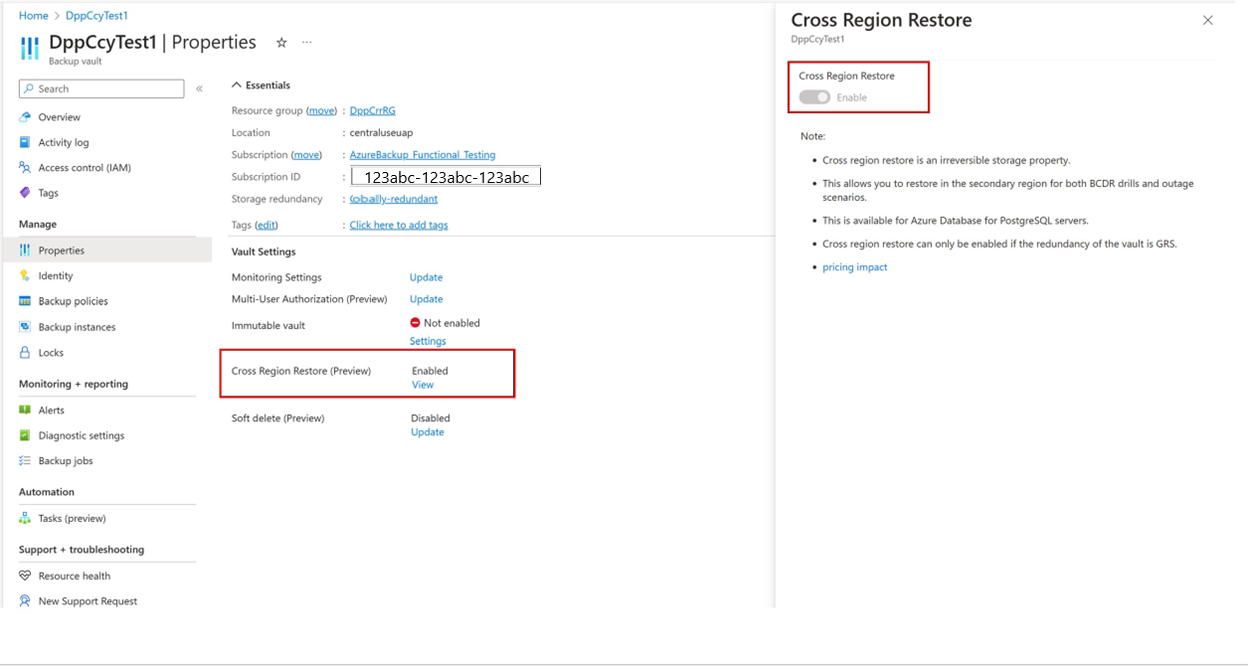 Home > DppCcyTest1
DppCcyTest1 | Properties ☆ ...
Backup vault
Search «
Overview
Activity log
Access control (IAM)
Tags
Manage
Properties
Identity
Backup policies
Backup instances
Locks
Monitoring + reporting
Alerts
Diagnostic settings
Backup jobs
Automation
Tasks (preview)
Support + troubleshooting
Resource health
New Support Request
Essentials
Resource group (move) : DppCrrRG
Location : centraluseuap
Subscription (move) : AzureBackup_Functional_Testing
Subscription ID : 123abc-123abc-123abc
Storage redundancy :
Tags (edit) : Click here to add tags
Vault Settings
Monitoring Settings Update
Multi-User Authorization (Preview) Update
Immutable vault Not enabled
Settings
Cross Region Restore (Preview) Enabled
View
Soft delete (Preview) Disabled
Update
Cross Region Restore
DppCyTest1
Cross Region Restore
Enable
Note:
• Cross region restore is an irreversible storage property.
• This allows you to restore in the secondary region for both BCDR drills and outage
scenarios.
• This is available for Azure Database for PostgreSQL servers.
• Cross region restore can only be enabled if the redundancy of the vault is GRS.
• pricing impact